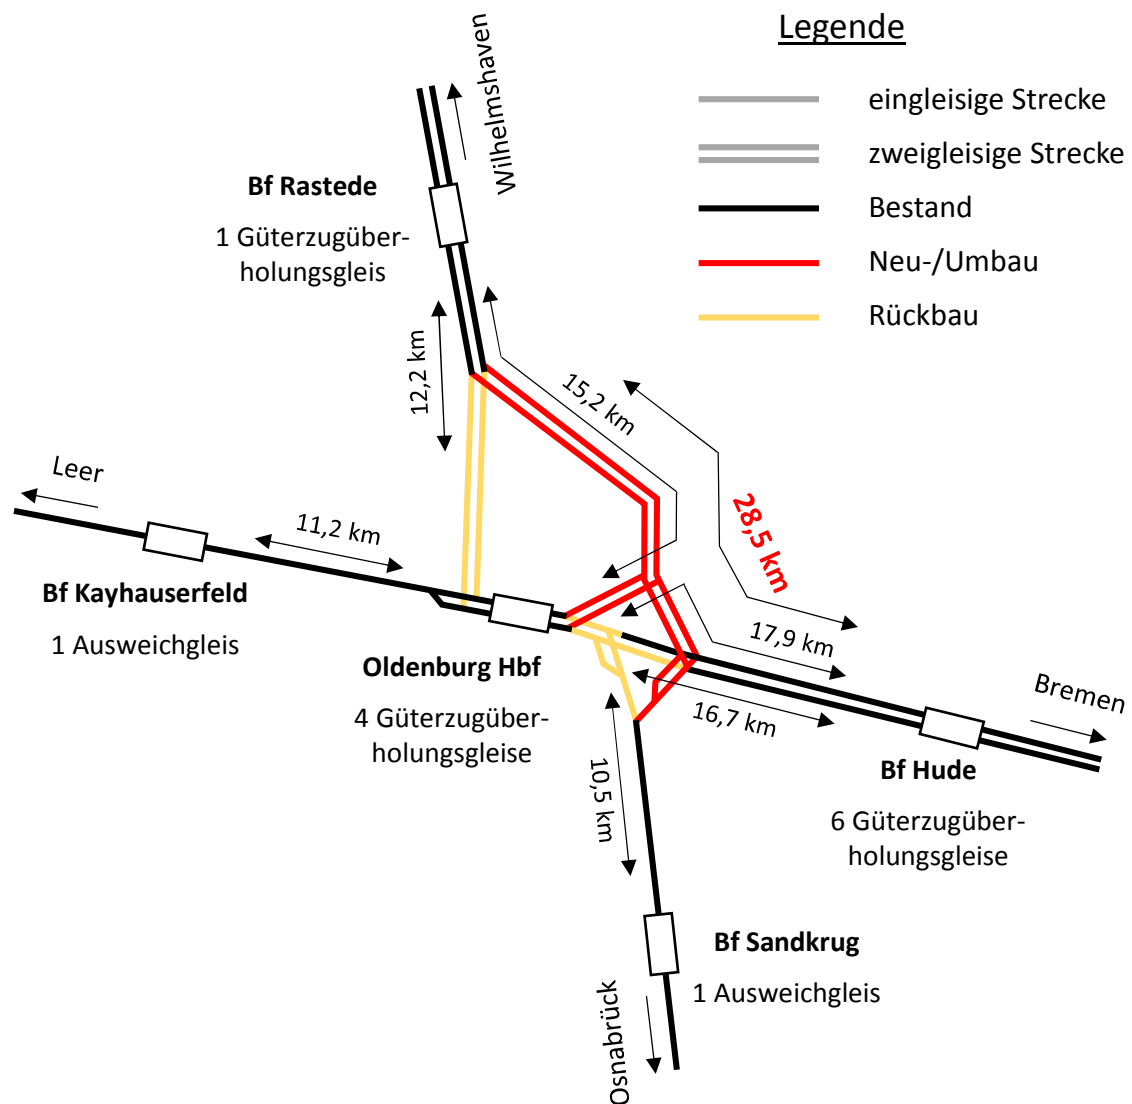 Legende
eingleisige Strecke
zweigleisige Strecke
Bestand
Neu-/Umbau
Rückbau
Wilhelmshaven
Bf Rastede
1 Güterzugüber-
holungsgleis
12,2 km
15,2 km
28,5 km
Leer
11,2 km
Bf Kayhauserfeld
1 Ausweichgleis
Oldenburg Hbf
4 Güterzugüber-
holungsgleise
17,9 km
16,7 km
Bremen
Bf Hude
6 Güterzugüber-
holungsgleise
10,5 km
Bf Sandkrug
1 Ausweichgleis
Osnabrück